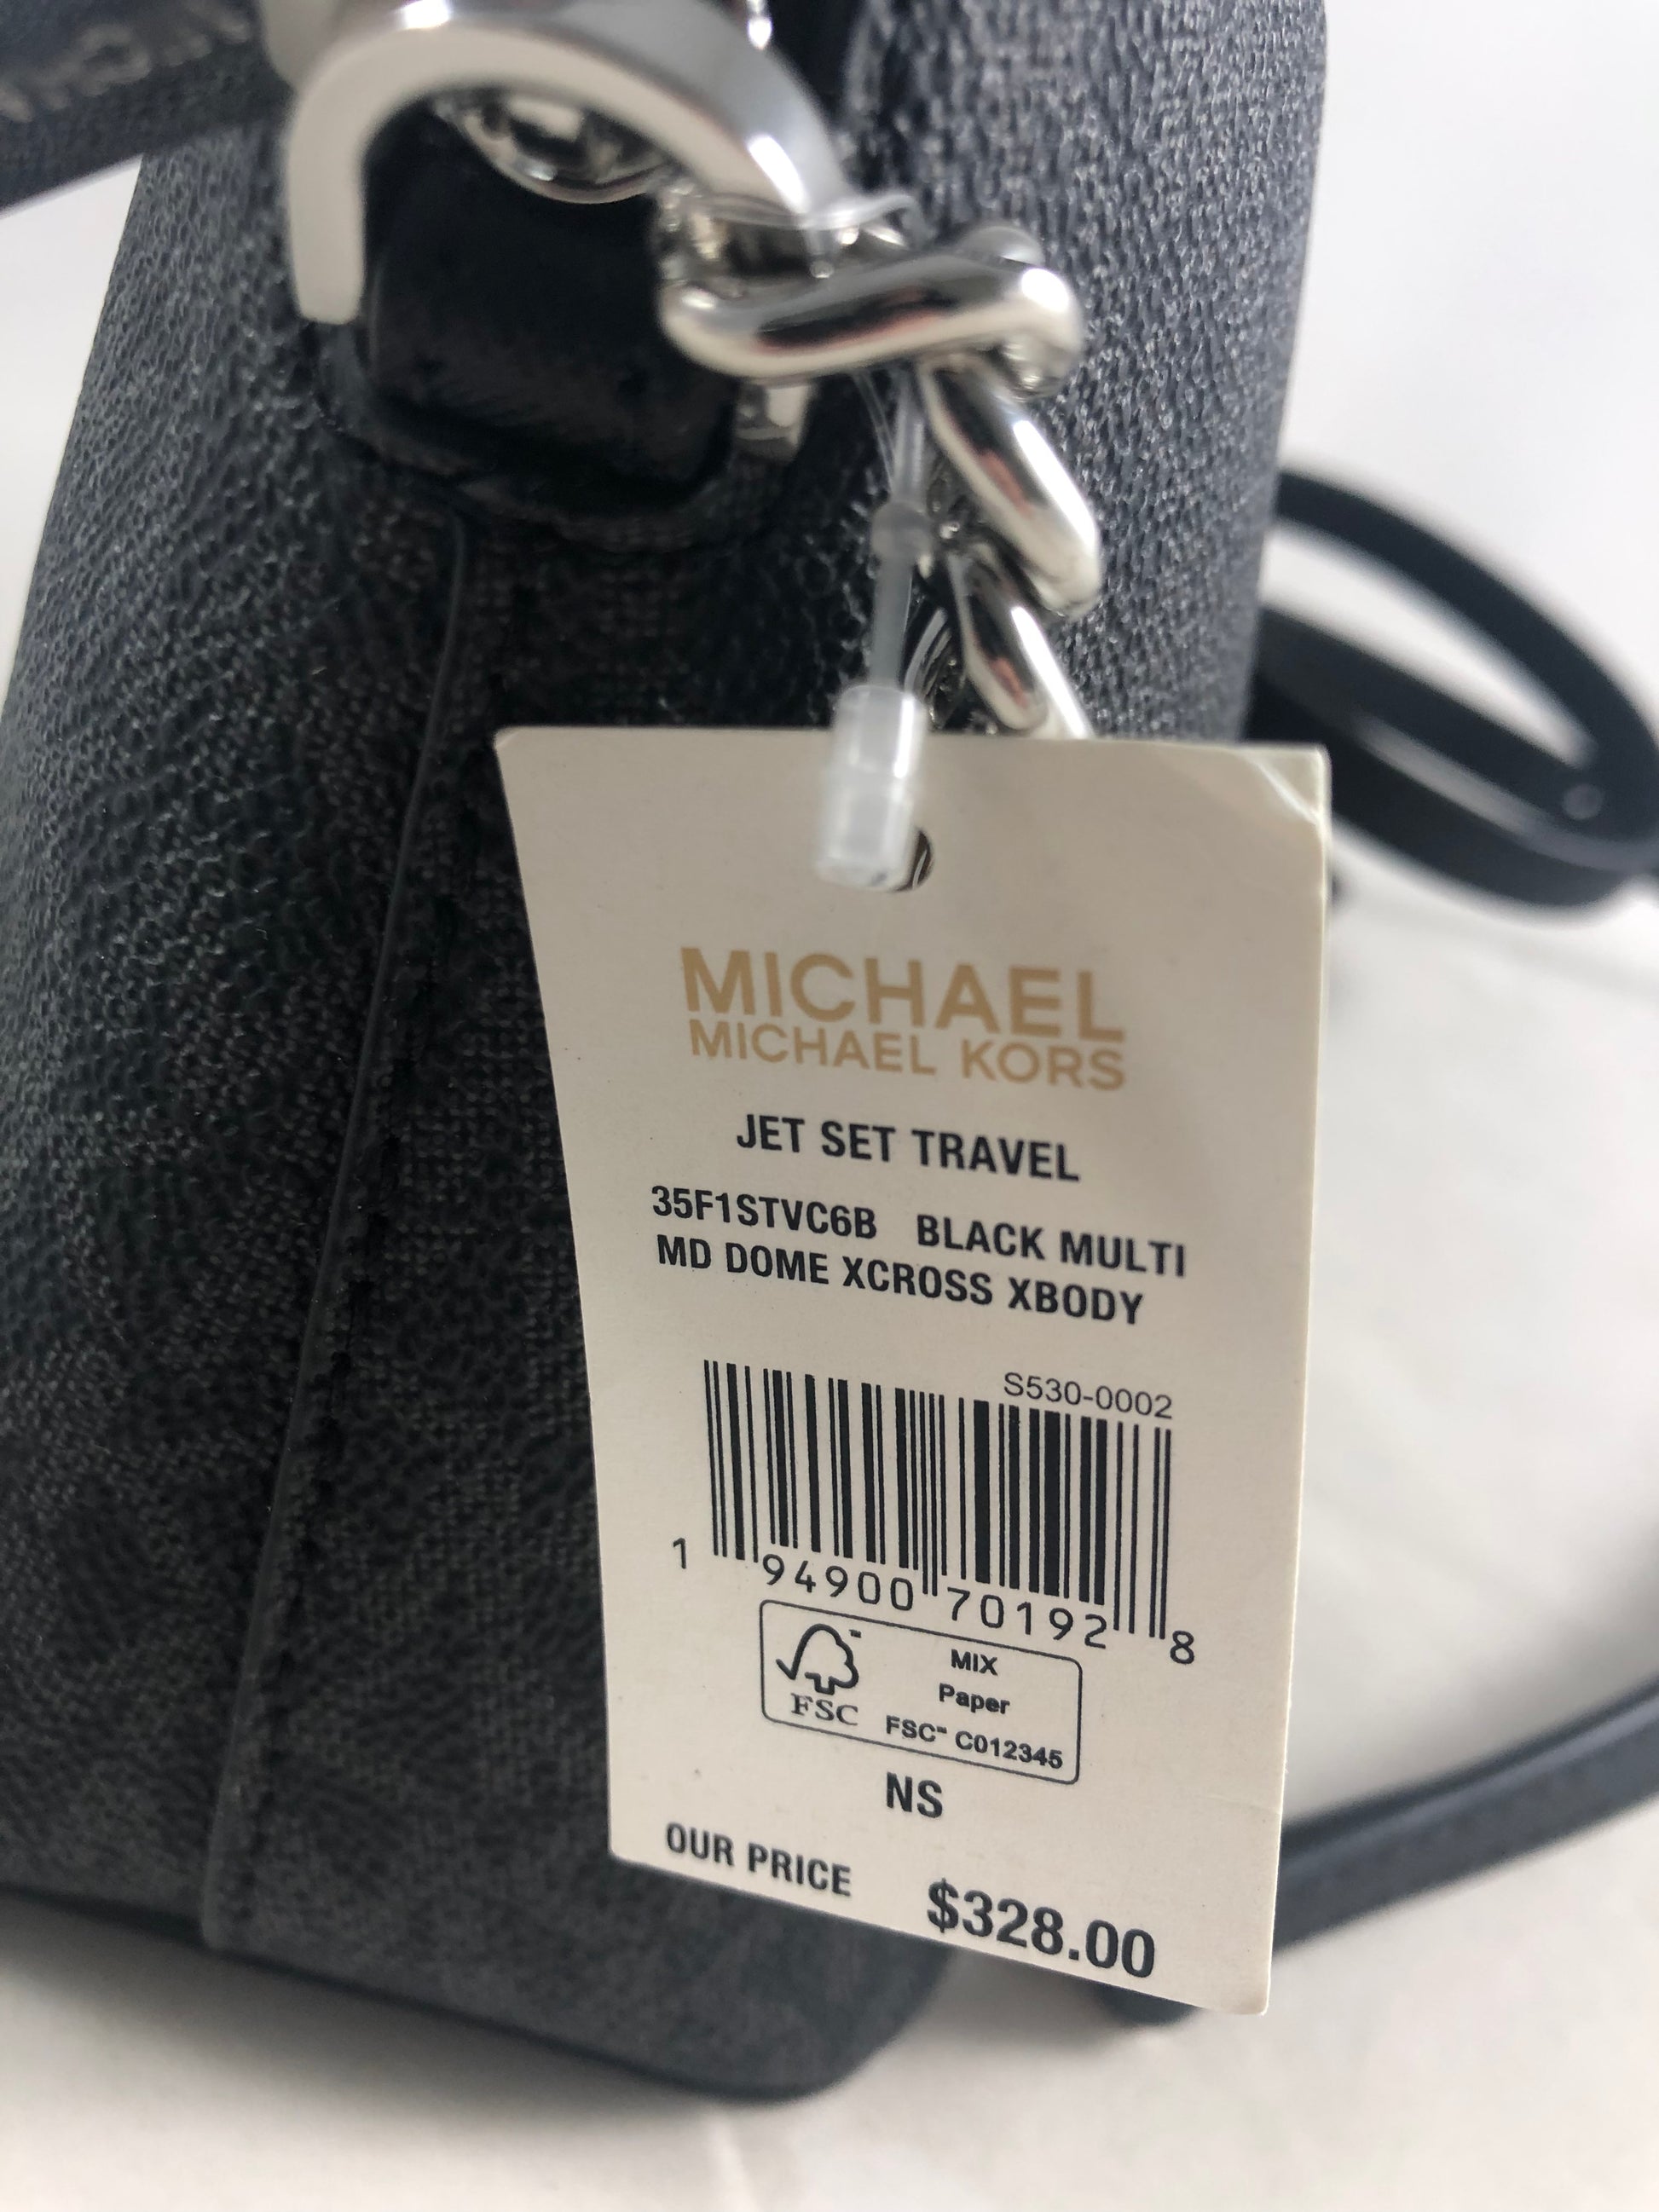 MICHAEL
MICHAEL KORS
JET SET TRAVEL
35F1STVC6B BLACK MULTI
MD DOME XCROSS XBODY
S530-0002
1 94900 70192 8
FSC
MIX
Paper
FSC™ C012345
NS
OUR PRICE $328.00